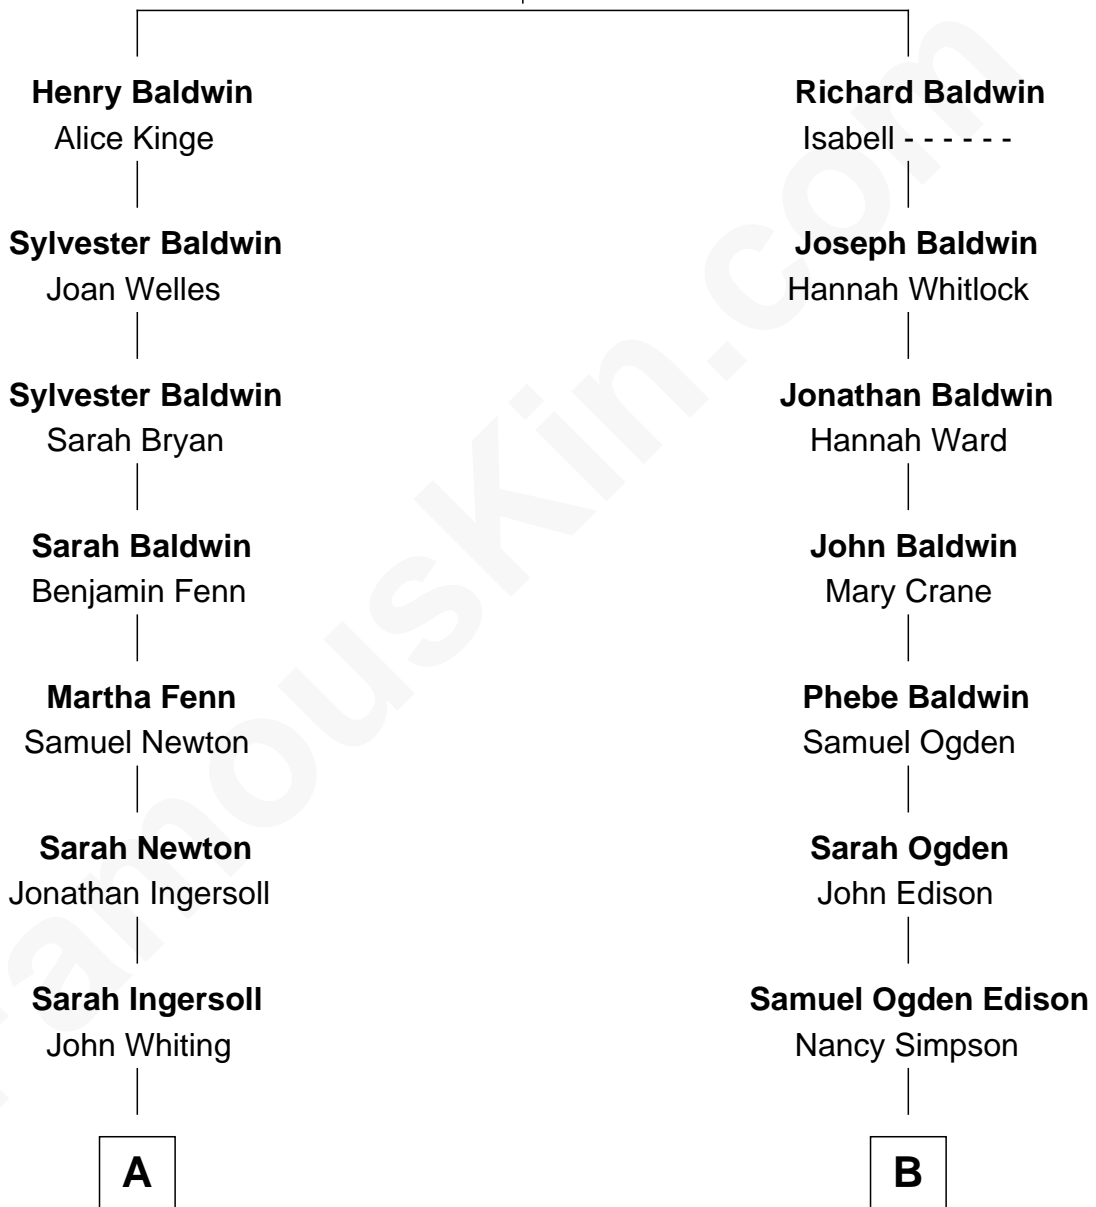 Henry Baldwin
Alice Kinge
Sylvester Baldwin
Joan Welles
Sylvester Baldwin
Sarah Bryan
Sarah Baldwin
Benjamin Fenn
Martha Fenn
Samuel Newton
Sarah Newton
Jonathan Ingersoll
Sarah Ingersoll
John Whiting
A
Richard Baldwin
Isabell - - - - - -
Joseph Baldwin
Hannah Whitlock
Jonathan Baldwin
Hannah Ward
John Baldwin
Mary Crane
Phebe Baldwin
Samuel Ogden
Sarah Ogden
John Edison
Samuel Ogden Edison
Nancy Simpson
B
FamousKin.com